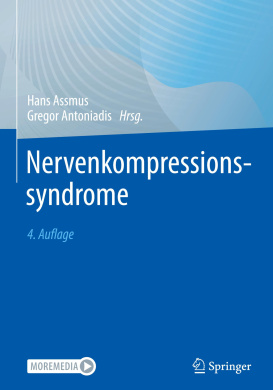 Hans Assmus
Gregor Antoniadis Hrsg.
Nervenkompressions-
syndrome
4. Auflage
MOREMEDIA
Springer